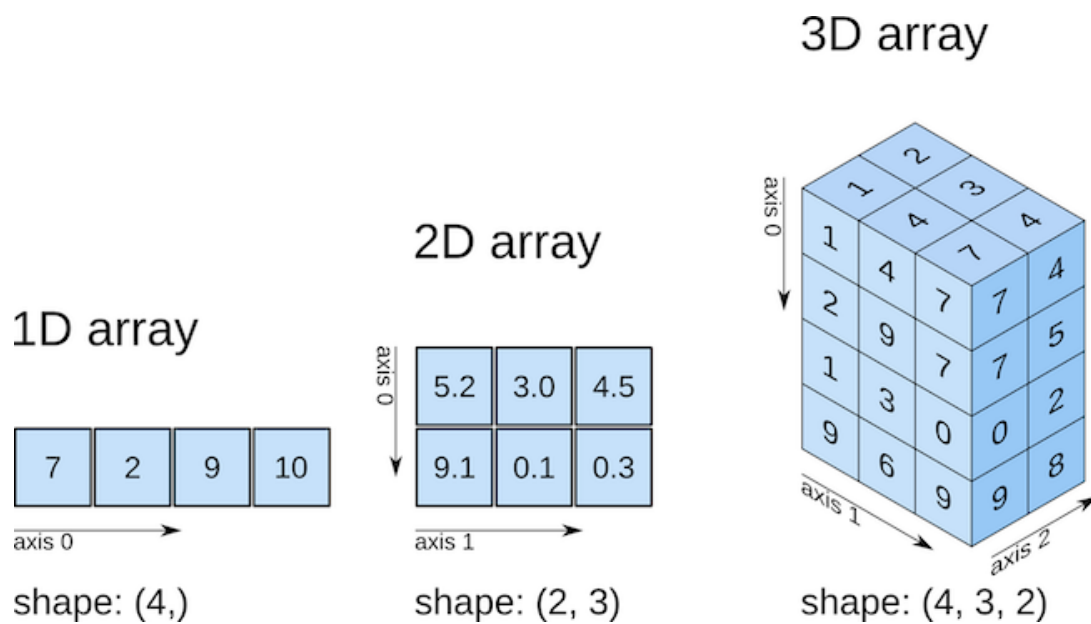 1D array
7 2 9 10
axis 0
shape: (4,)
2D array
axis 0
5.2 3.0 4.5
9.1 0.1 0.3
axis 1
shape: (2, 3)
3D array
axis 0
1 2
4 3
7 4
1 4 7
2 9 7
1 3 0
9 6 9
7 4
7 5
0 2
9 8
axis 1
axis 2
shape: (4, 3, 2)